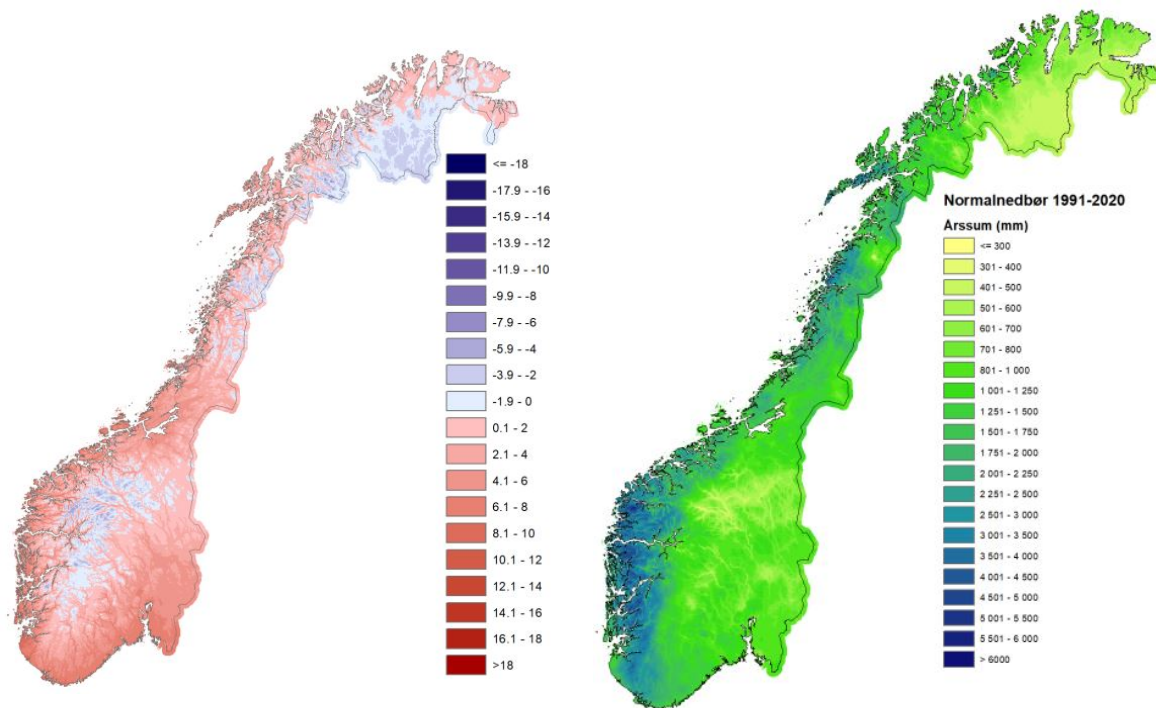 <= -18
-17.9 - -16
-15.9 - -14
-13.9 - -12
-11.9 - -10
-9.9 - -8
-7.9 - -6
-5.9 - -4
-3.9 - -2
-1.9 - 0
0.1 - 2
2.1 - 4
4.1 - 6
6.1 - 8
8.1 - 10
10.1 - 12
12.1 - 14
14.1 - 16
16.1 - 18
>18
Normalnedbør 1991-2020
Årssum (mm)
<= 300
301 - 400
401 - 500
501 - 600
601 - 700
701 - 800
801 - 1 000
1 001 - 1 250
1 251 - 1 500
1 501 - 1 750
1 751 - 2 000
2 001 - 2 250
2 251 - 2 500
2 501 - 3 000
3 001 - 3 500
3 501 - 4 000
4 001 - 4 500
4 501 - 5 000
5 001 - 5 500
5 501 - 6 000
> 6000